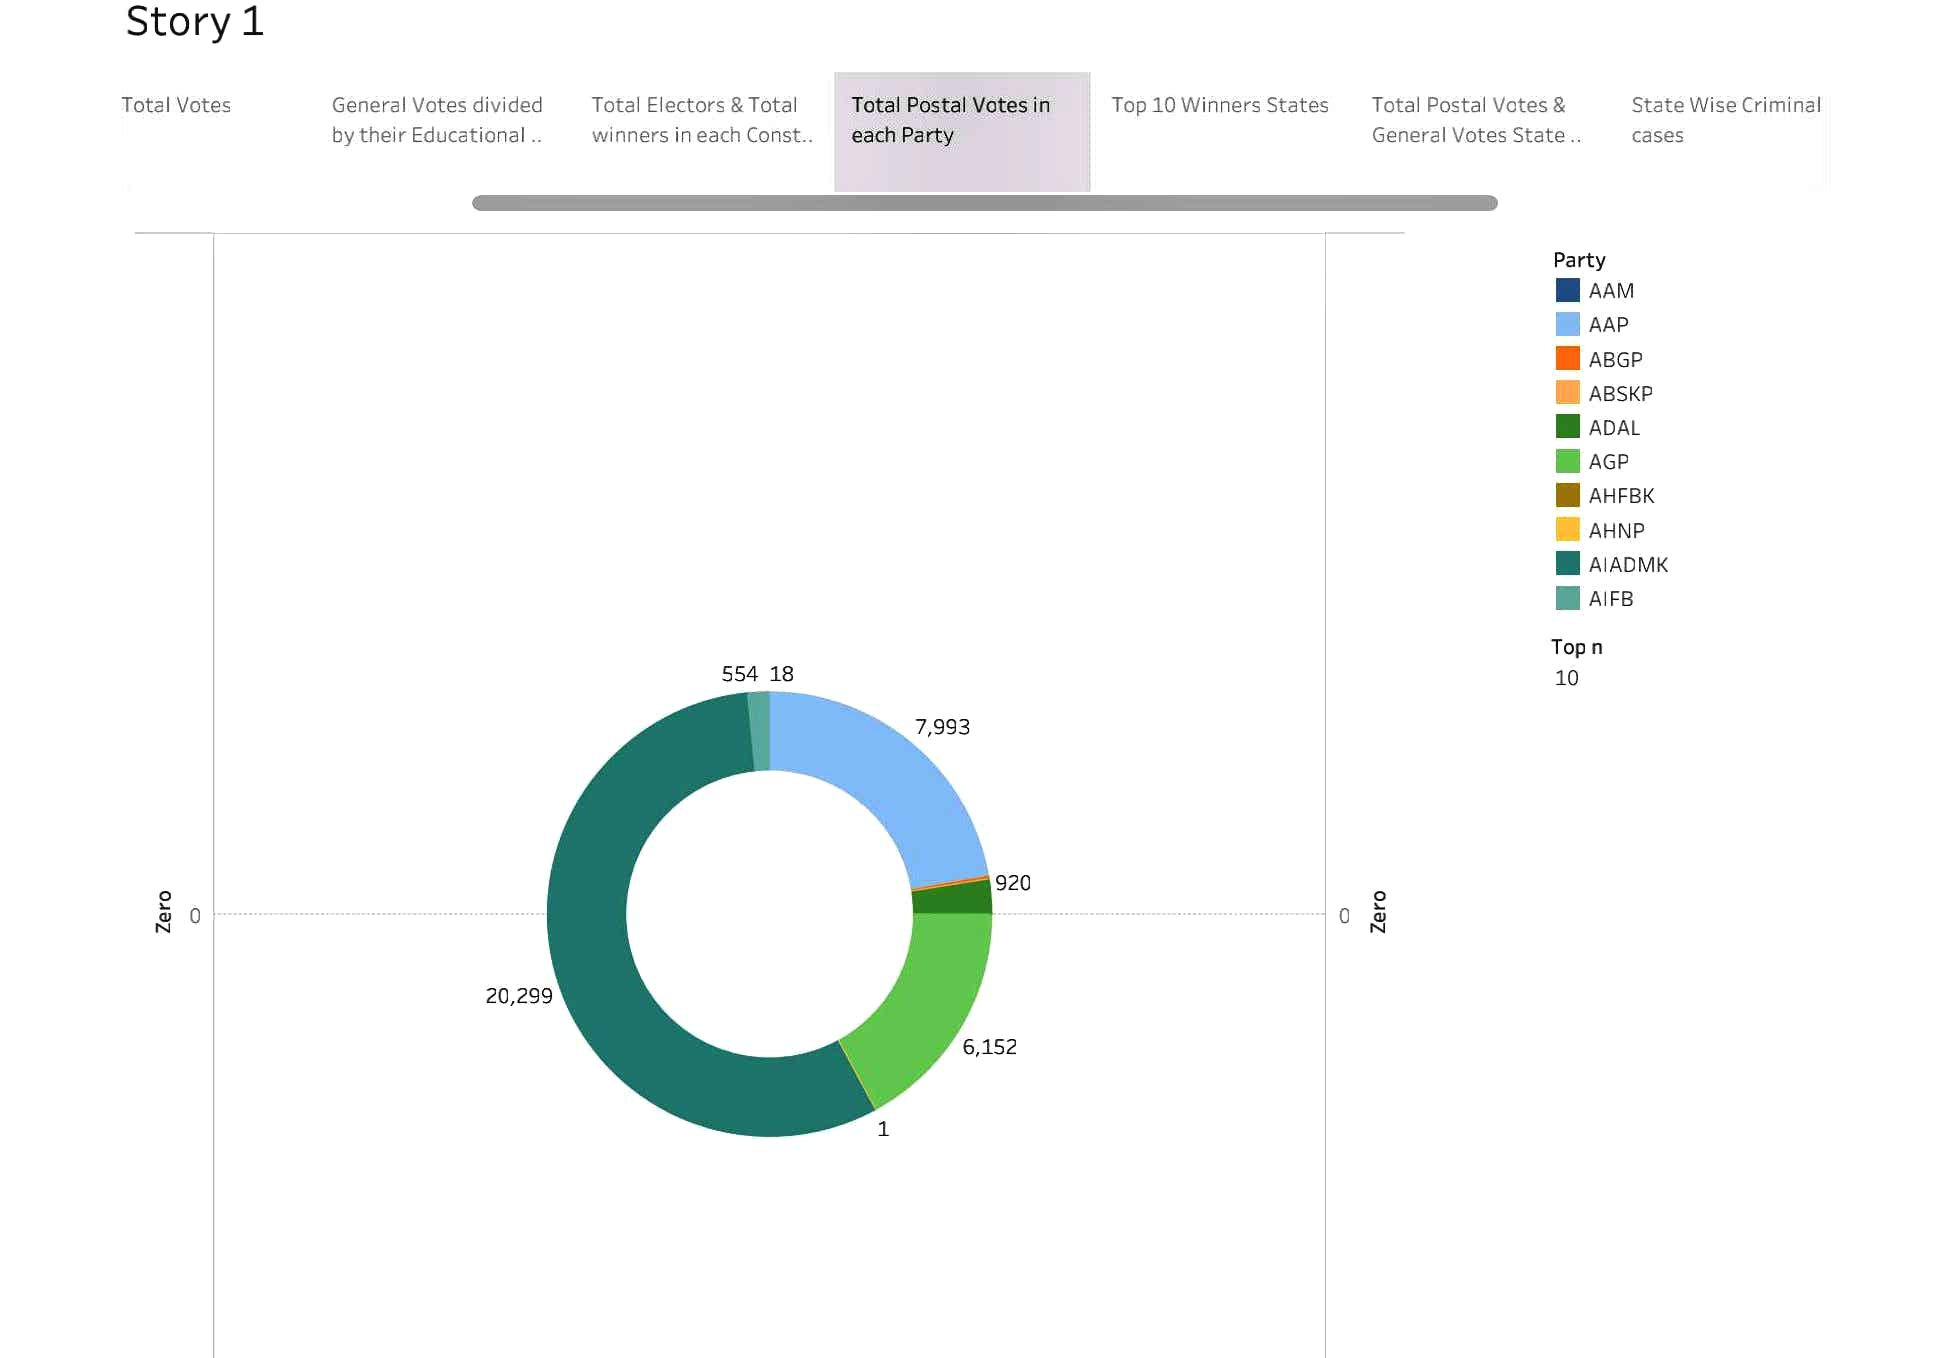 Story 1
Total Votes
General Votes divided
by their Educational ..
Total Electors & Total
winners in each Const..
Total Postal Votes in
each Party
Top 10 Winners States
Total Postal Votes &
General Votes State ..
State Wise Criminal
cases
Party
AAM
AAP
ABGP
ABSKP
ADAL
AGP
AHFBK
AHNP
AIADMK
AIFB
Top n
10
554 18
7,993
920
Zero 0
0 Zero
20,299
6,152
1